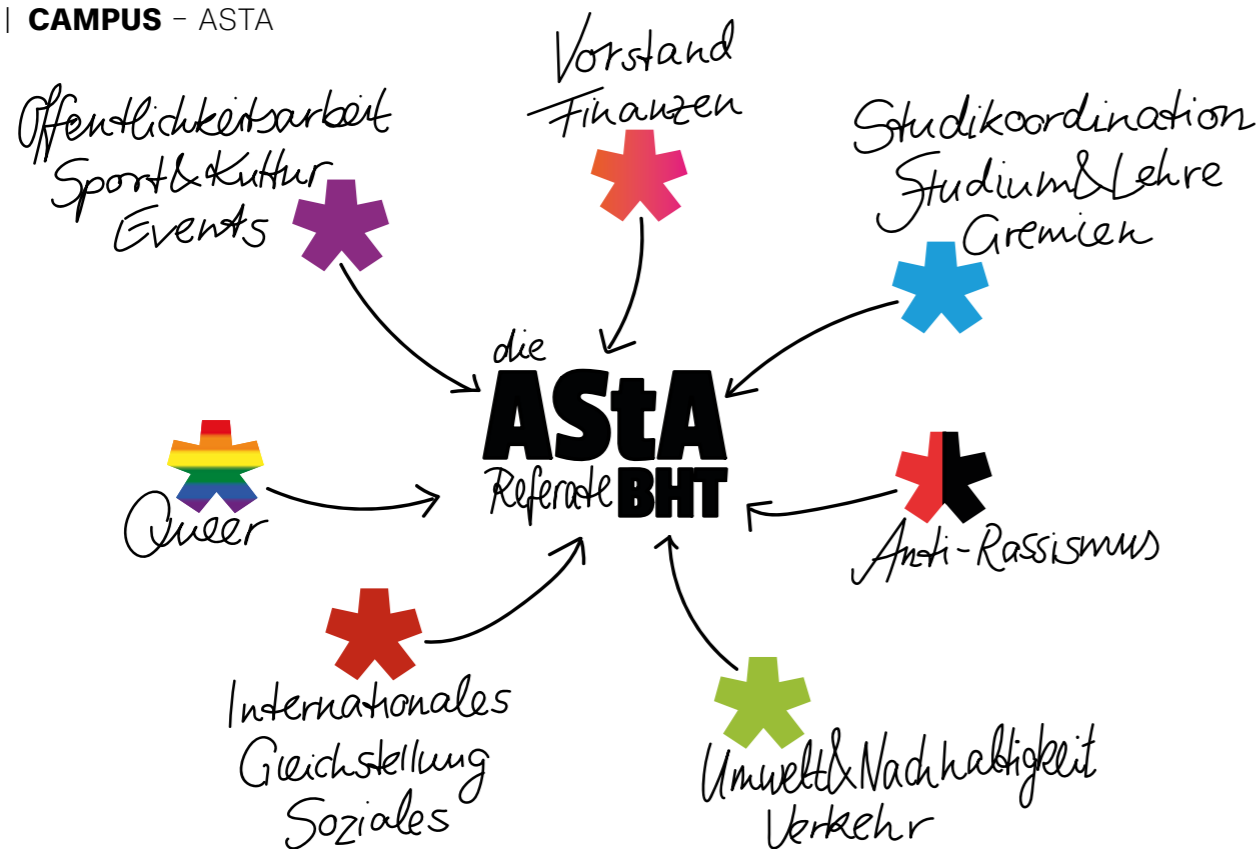 | CAMPUS – ASTA
Vorstand
Finanzen
Öffentlichkeitsarbeit
Sport&Kultur
Events
Studikoordination
Studium&Lehre
Gremien
die
AStA
Referate BHT
Queer
Anti-Rassismus
Internationales
Gleichstellung
Soziales
Umwelt&Nachhaltigkeit
Verkehr